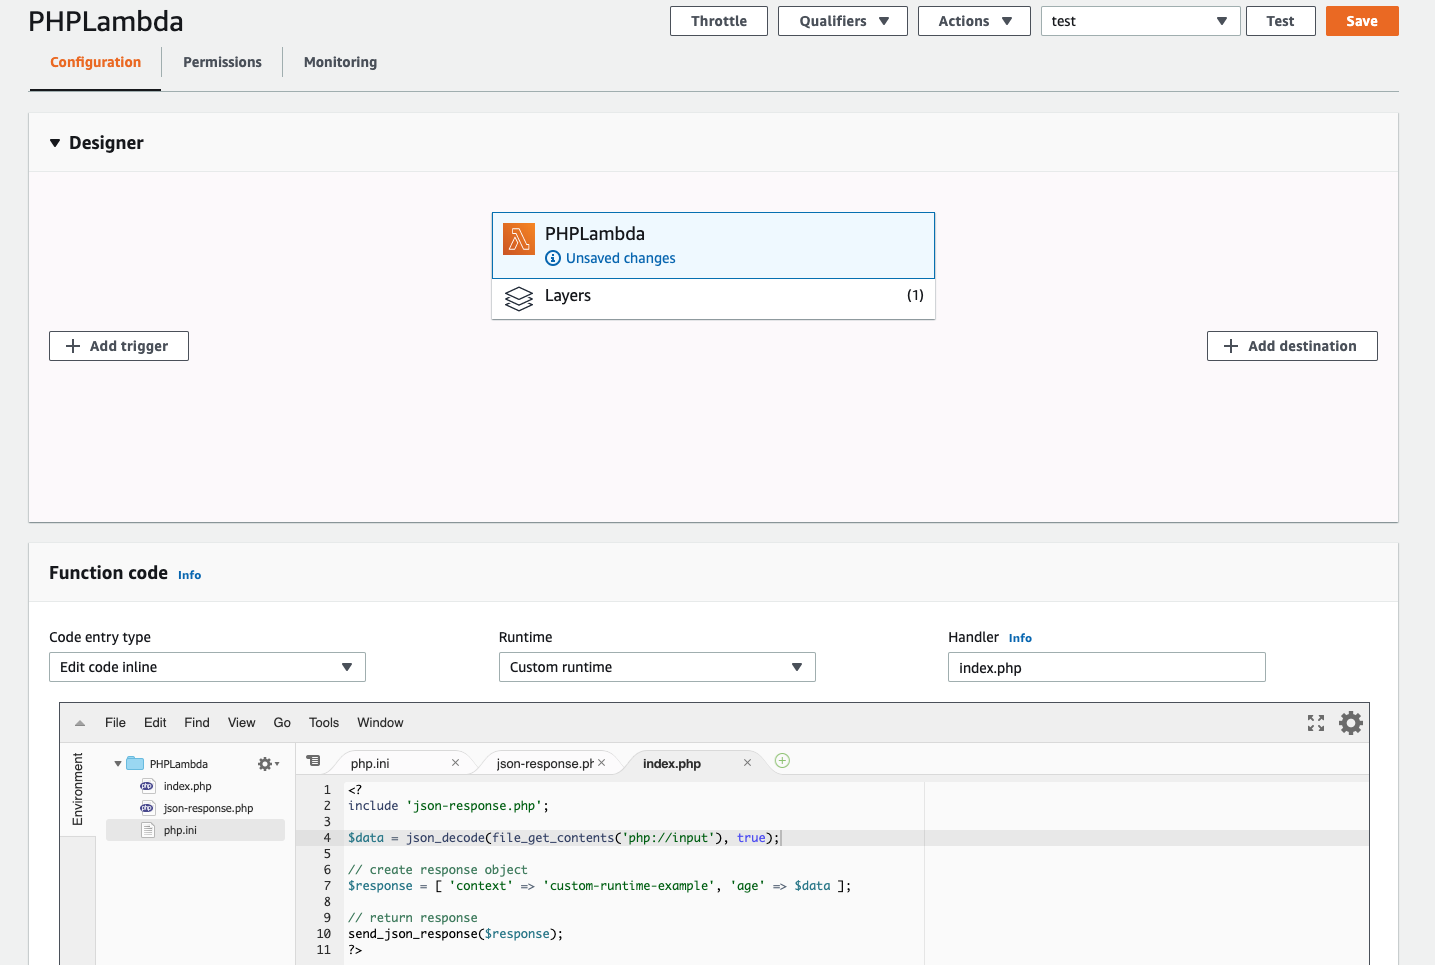 PHPLambda
Throttle
Qualifiers
Actions
test
Test
Save
Configuration
Permissions
Monitoring
Designer
PHPLambda
Unsaved changes
Layers
(1)
Add trigger
Add destination
Function code Info
Code entry type
Runtime
Handler Info
Edit code inline
Custom runtime
index.php
File Edit Find View Go Tools Window
Environment
PHPLambda
index.php
json-response.php
php.ini
php.ini
json-response.ph
index.php
1 <?
2 include 'json-response.php';
3
4 $data = json_decode(file_get_contents('php://input'), true);
5
6 // create response object
7 $response = [ 'context' => 'custom-runtime-example', 'age' => $data ];
8
9 // return response
10 send_json_response($response);
11 ?>